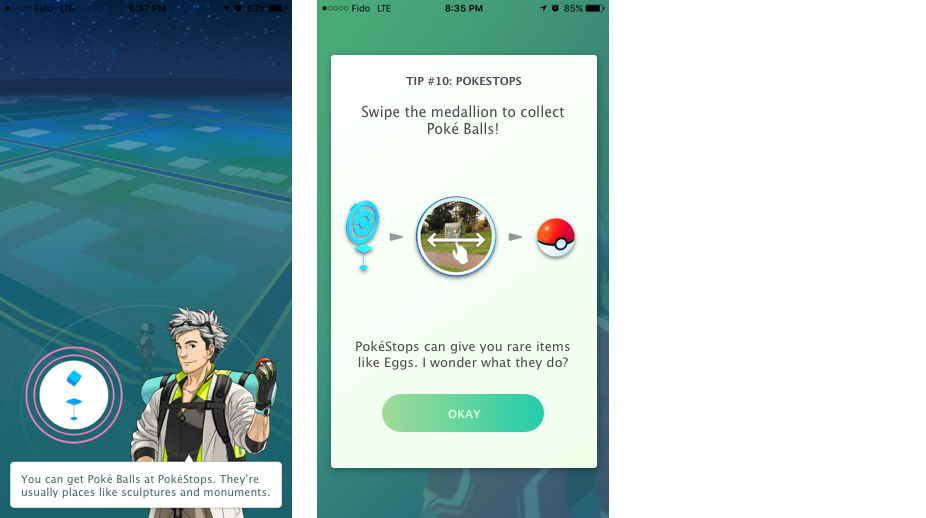 Fido LTE 8:37 PM 83%
You can get Poké Balls at PokéStops. They're
usually places like sculptures and monuments.
Fido LTE 8:35 PM 85%
TIP #10: POKESTOPS
Swipe the medallion to collect
Poké Balls!
PokéStops can give you rare items
like Eggs. I wonder what they do?
OKAY